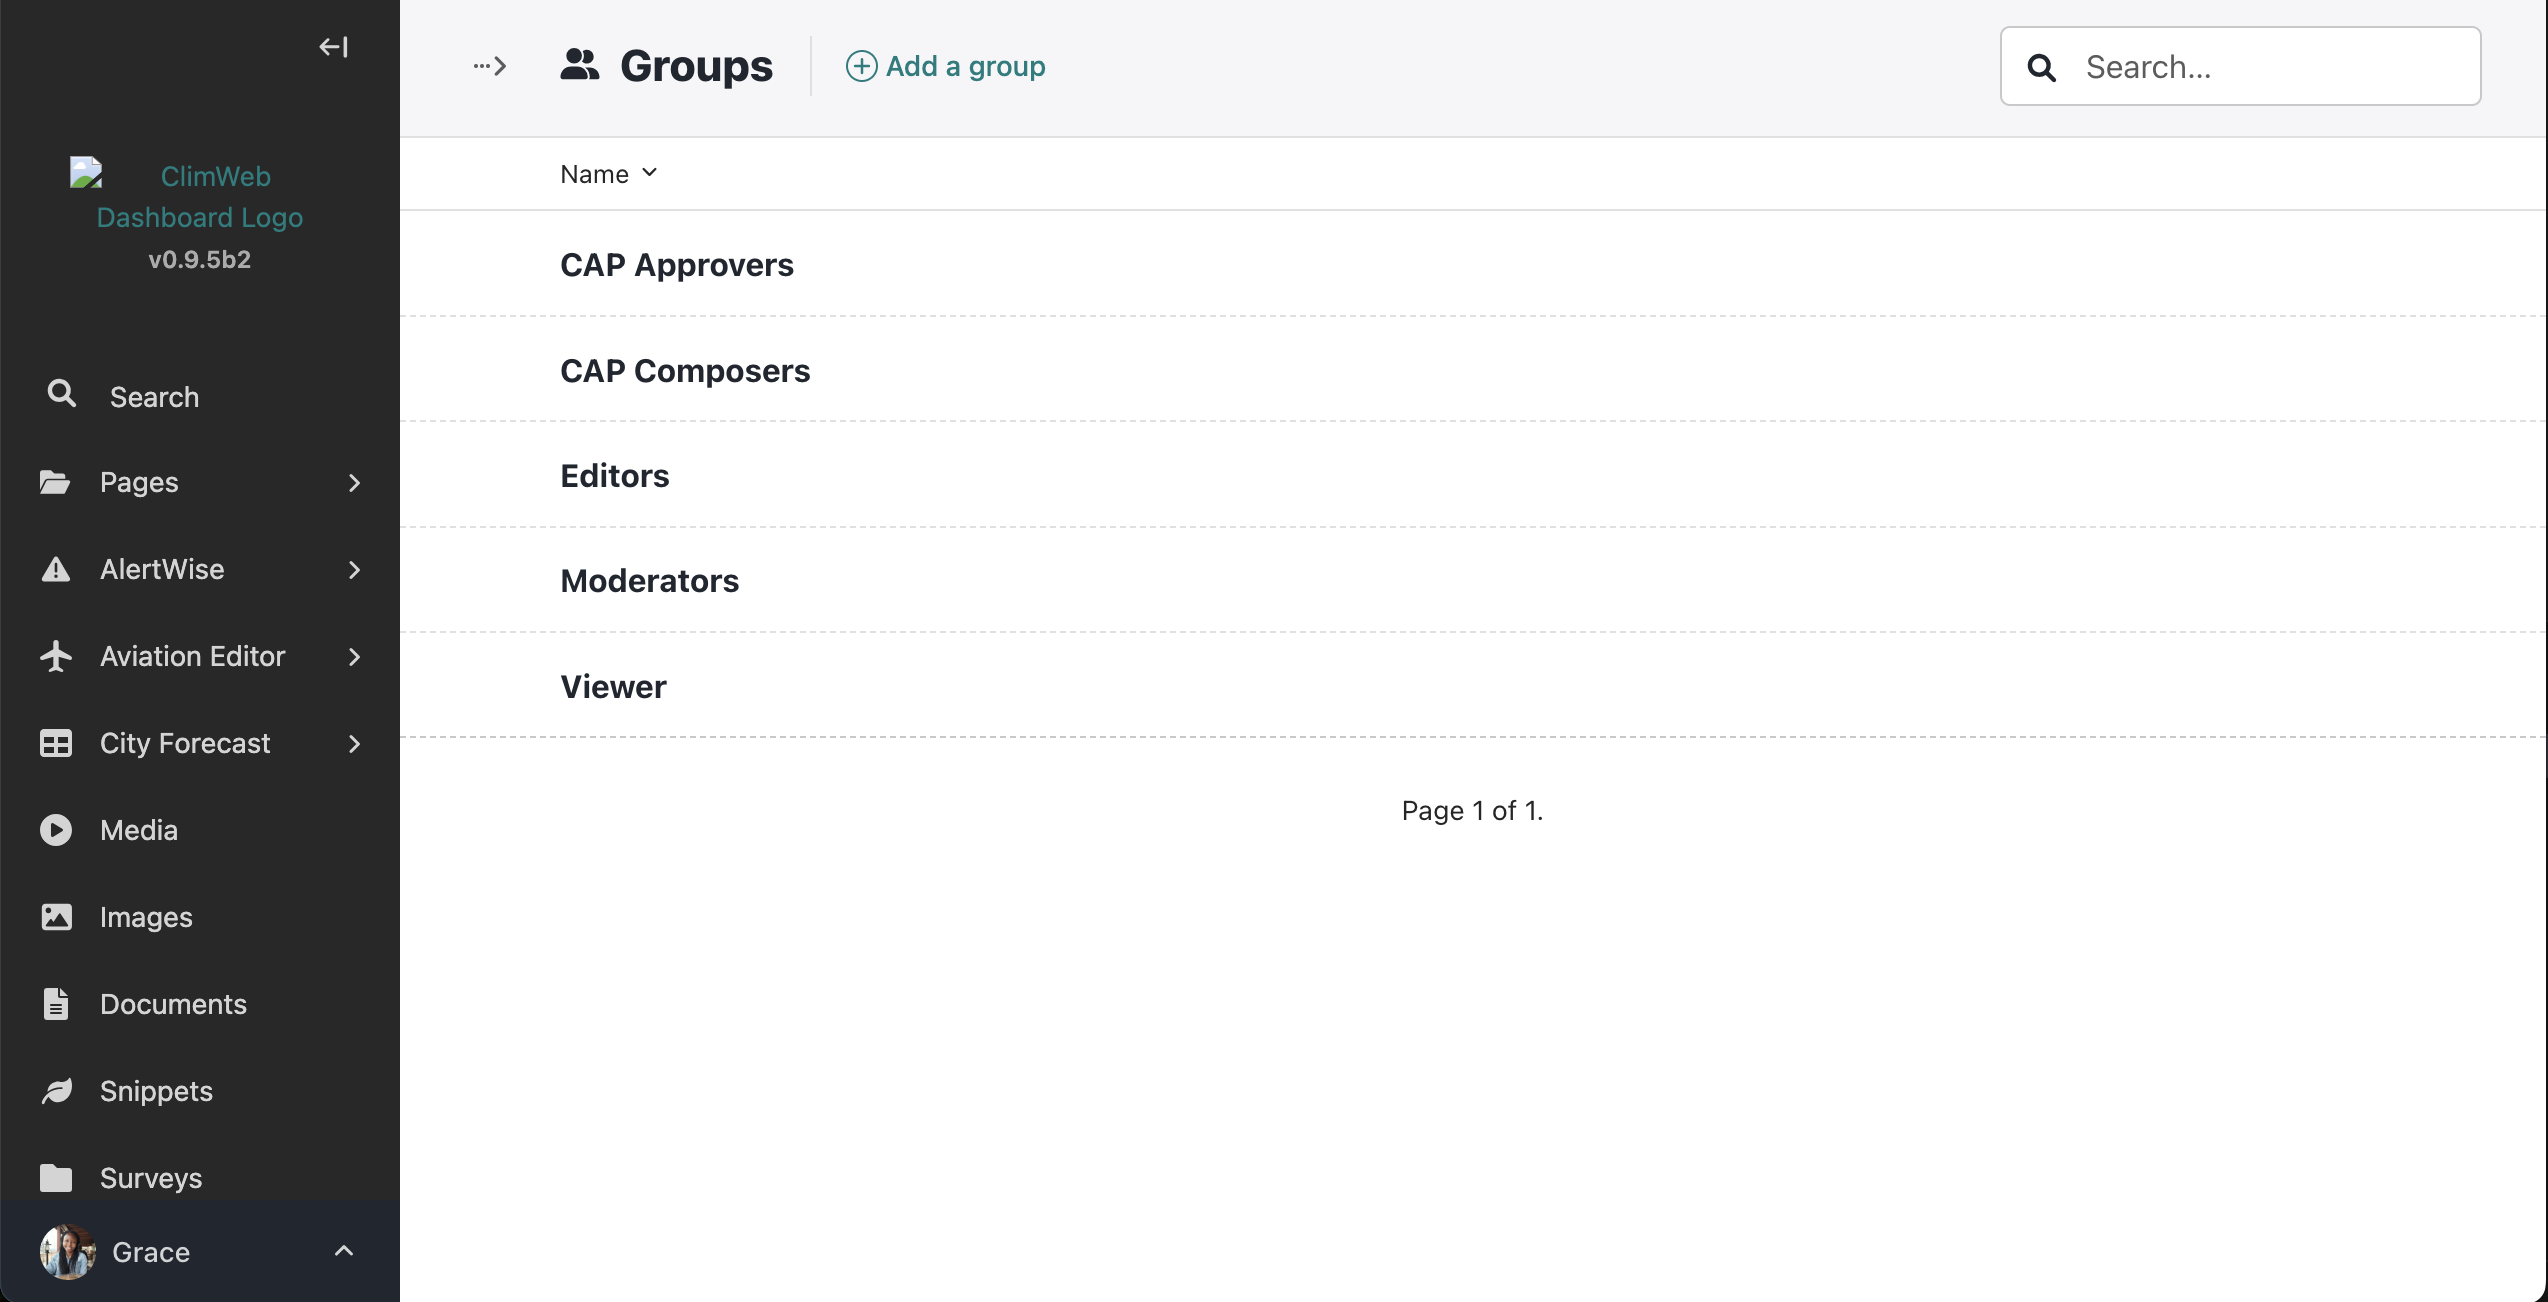 ClimWeb
Dashboard Logo
v0.9.5b2
Search
Pages
AlertWise
Aviation Editor
City Forecast
Media
Images
Documents
Snippets
Surveys
Grace
Groups
Add a group
Search...
Name
CAP Approvers
CAP Composers
Editors
Moderators
Viewer
Page 1 of 1.